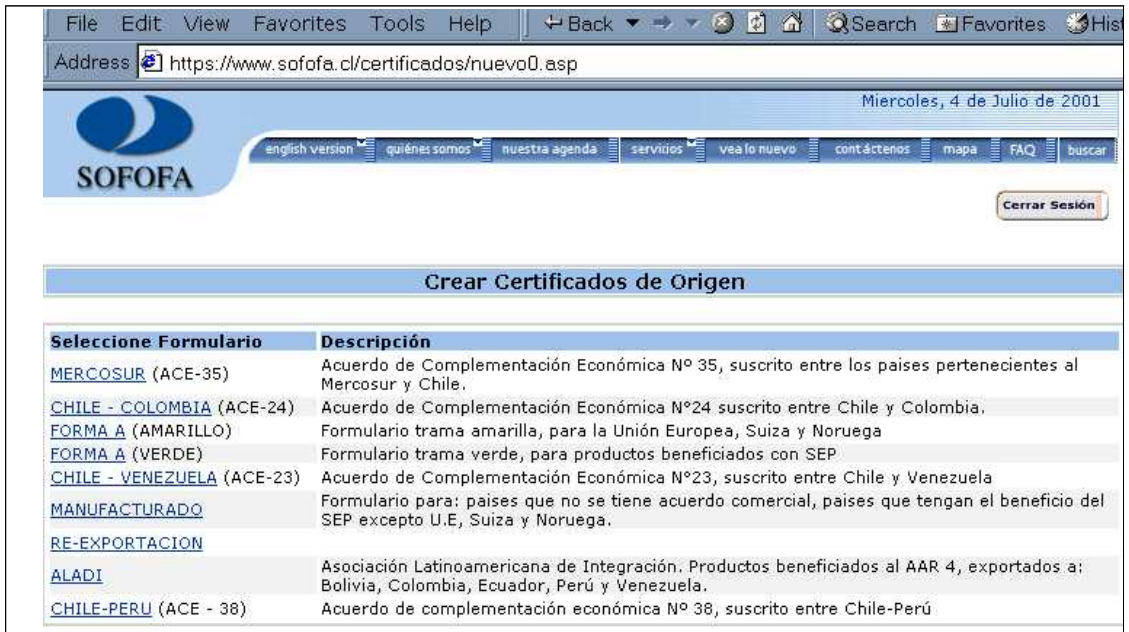 File Edit View Favorites Tools Help Back Search Favorites Hist
Address https://www.sofofa.cl/certificados/nuevo0.asp
Miercoles, 4 de Julio de 2001
english version quiénes somos nuestra agenda servicios vea lo nuevo contáctenos mapa FAQ buscar
SOFOFA
Cerrar Sesión
Crear Certificados de Origen
Seleccione Formulario Descripción
MERCOSUR (ACE-35) Acuerdo de Complementación Económica Nº 35, suscrito entre los paises pertenecientes al
Mercosur y Chile.
CHILE - COLOMBIA (ACE-24) Acuerdo de Complementación Económica N°24 suscrito entre Chile y Colombia.
FORMA A (AMARILLO) Formulario trama amarilla, para la Unión Europea, Suiza y Noruega
FORMA A (VERDE) Formulario trama verde, para productos beneficiados con SEP
CHILE - VENEZUELA (ACE-23) Acuerdo de Complementación Económica N°23, suscrito entre Chile y Venezuela
MANUFACTURADO Formulario para: paises que no se tiene acuerdo comercial, paises que tengan el beneficio del
SEP excepto U.E, Suiza y Noruega.
RE-EXPORTACION
ALADI Asociación Latinoamericana de Integración. Productos beneficiados al AAR 4, exportados a:
Bolivia, Colombia, Ecuador, Perú y Venezuela.
CHILE-PERU (ACE - 38) Acuerdo de complementación económica Nº 38, suscrito entre Chile-Perú